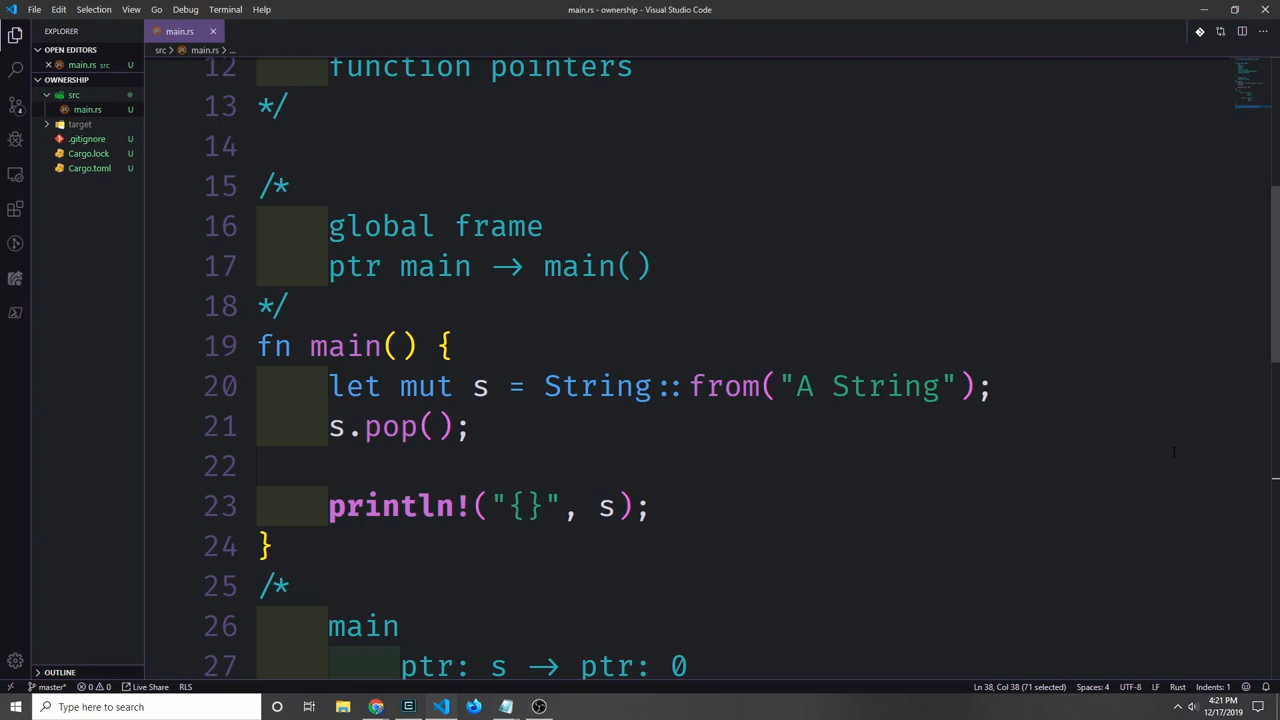 File Edit Selection View Go Debug Terminal Help
main.rs - ownership - Visual Studio Code
EXPLORER
main.rs
OPEN EDITORS
src > main.rs > ...
main.rs src U
OWNERSHIP
src
main.rs U
target
.gitignore U
Cargo.lock U
Cargo.toml U
4
12 function pointers
13 */
14
15 /*
16 global frame
17 ptr main -> main()
18 */
19 fn main() {
20 let mut s = String::from("A String");
21 s.pop();
22
23 println!("{}", s);
24 }
25 /*
26 main
27 ptr: s -> ptr: 0
OUTLINE
master* 0 0 Live Share RLS
Ln 38, Col 38 (71 selected) Spaces: 4 UTF-8 LF Rust Indents: 1
Type here to search
4:21 PM
12/17/2019